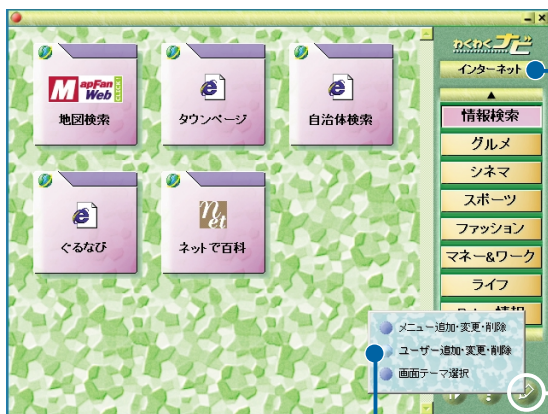 わくわくナビ
インターネット
MapFan Web
CLICK!
地図検索
タウンページ
自治体検索
ぐるなび
net
ネットで百科
情報検索
グルメ
シネマ
スポーツ
ファッション
マネー&ワーク
ライフ
メニュー追加・変更・削除
ユーザー追加・変更・削除
画面テーマ選択